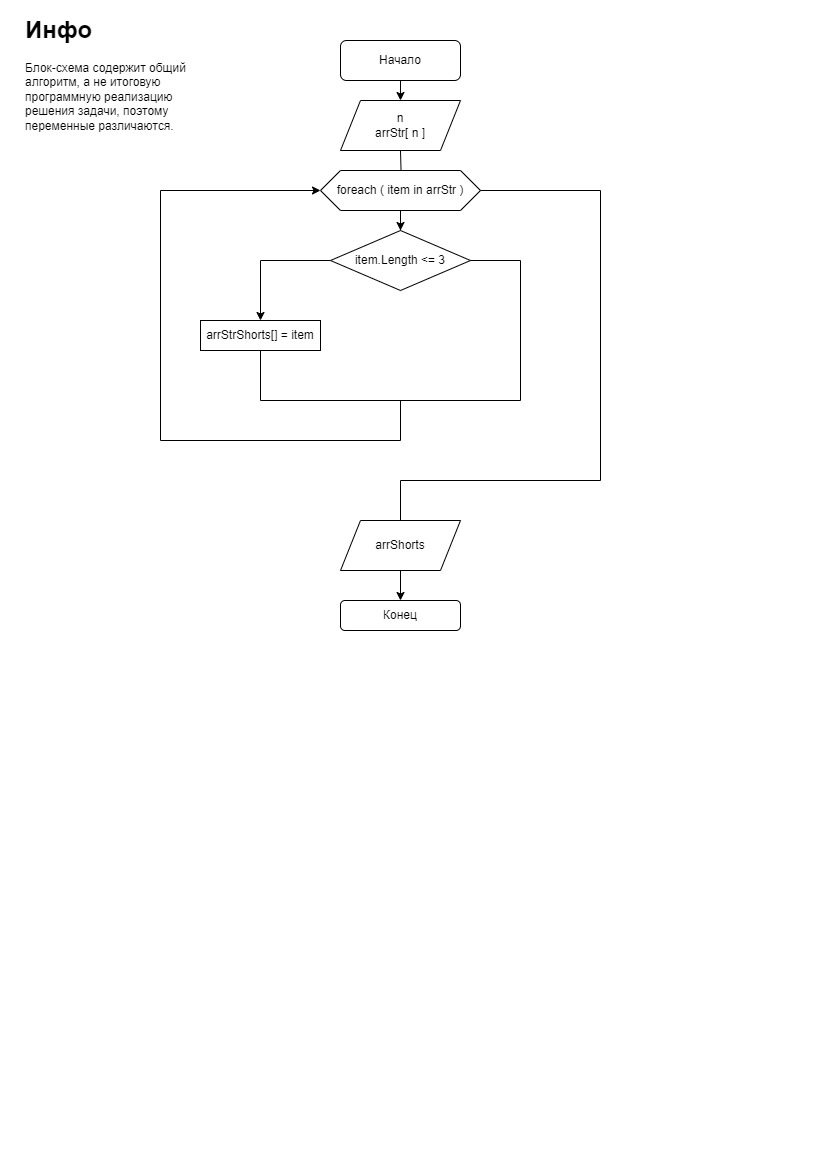 Инфо
Блок-схема содержит общий
алгоритм, а не итоговую
программную реализацию
решения задачи, поэтому
переменные различаются.
Начало
n
arrStr[ n ]
foreach ( item in arrStr )
item.Length <= 3
arrStrShorts[] = item
arrShorts
Конец